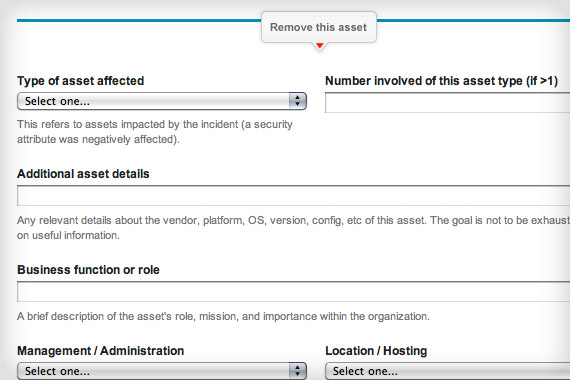 Remove this asset
Type of asset affected
Number involved of this asset type (if >1)
Select one...
This refers to assets impacted by the incident (a security
attribute was negatively affected).
Additional asset details
Any relevant details about the vendor, platform, OS, version, config, etc of this asset. The goal is not to be exhaust
on useful information.
Business function or role
A brief description of the asset's role, mission, and importance within the organization.
Management / Administration
Location / Hosting
Select one...
Select one...